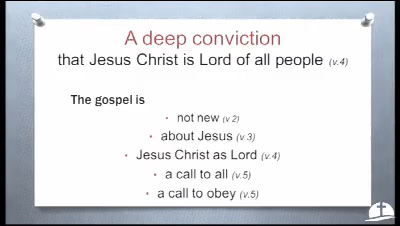 A deep conviction
that Jesus Christ is Lord of all people (v.4)
The gospel is
• not new (v.2)
• about Jesus (v.3)
• Jesus Christ as Lord (v.4)
• a call to all (v.5)
• a call to obey (v.5)